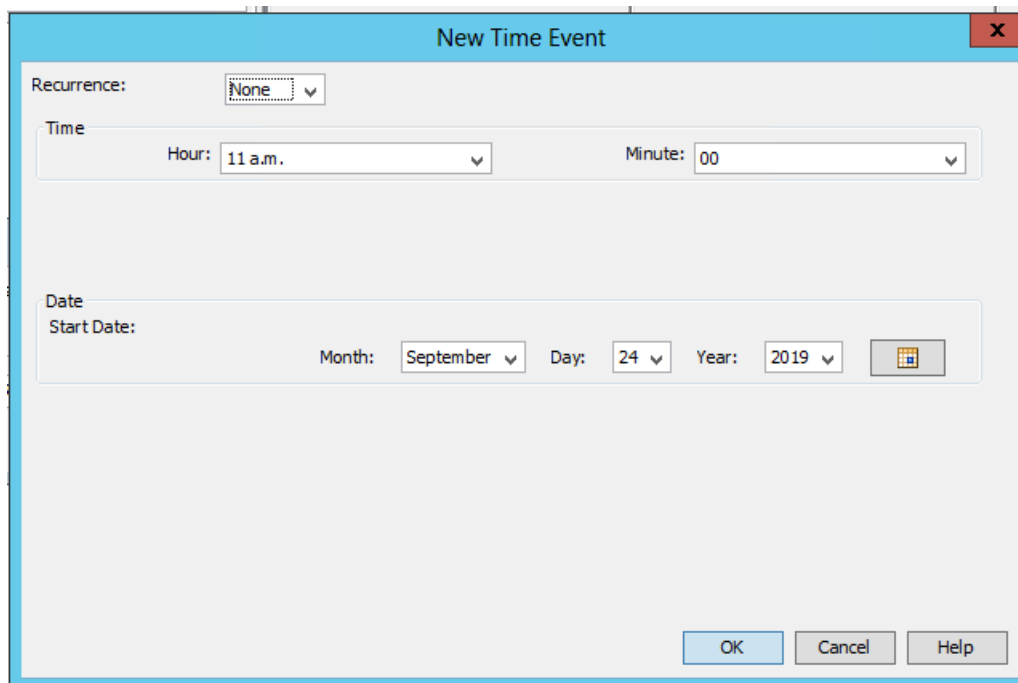 New Time Event
x
Recurrence: None
Time
Hour: 11 a.m. Minute: 00
Date
Start Date:
Month: September Day: 24 Year: 2019
OK Cancel Help